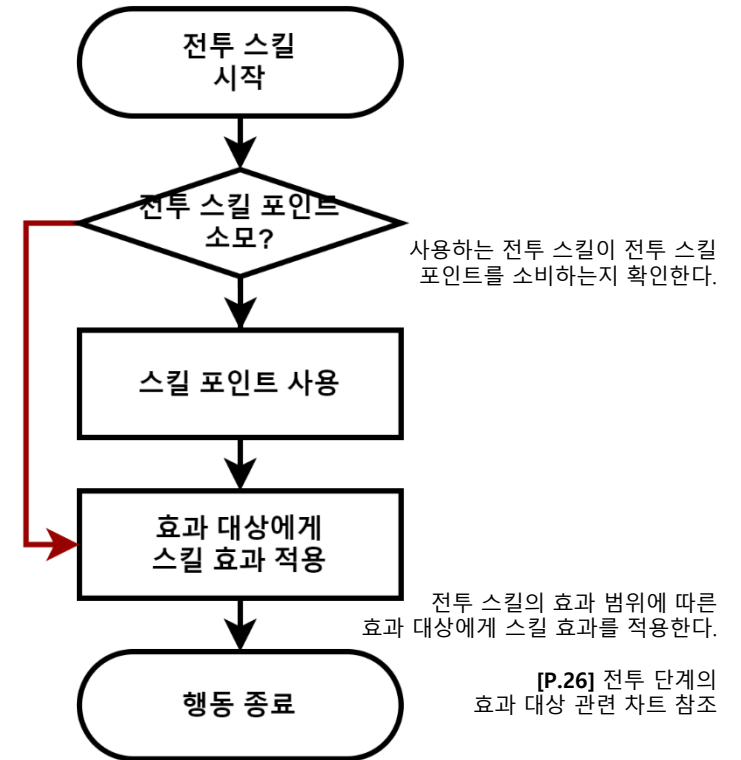 전투 스킬
시작
전투 스킬 포인트
소모?
사용하는 전투 스킬이 전투 스킬
포인트를 소비하는지 확인한다.
스킬 포인트 사용
효과 대상에게
스킬 효과 적용
전투 스킬의 효과 범위에 따른
효과 대상에게 스킬 효과를 적용한다.
행동 종료
[P.26] 전투 단계의
효과 대상 관련 차트 참조